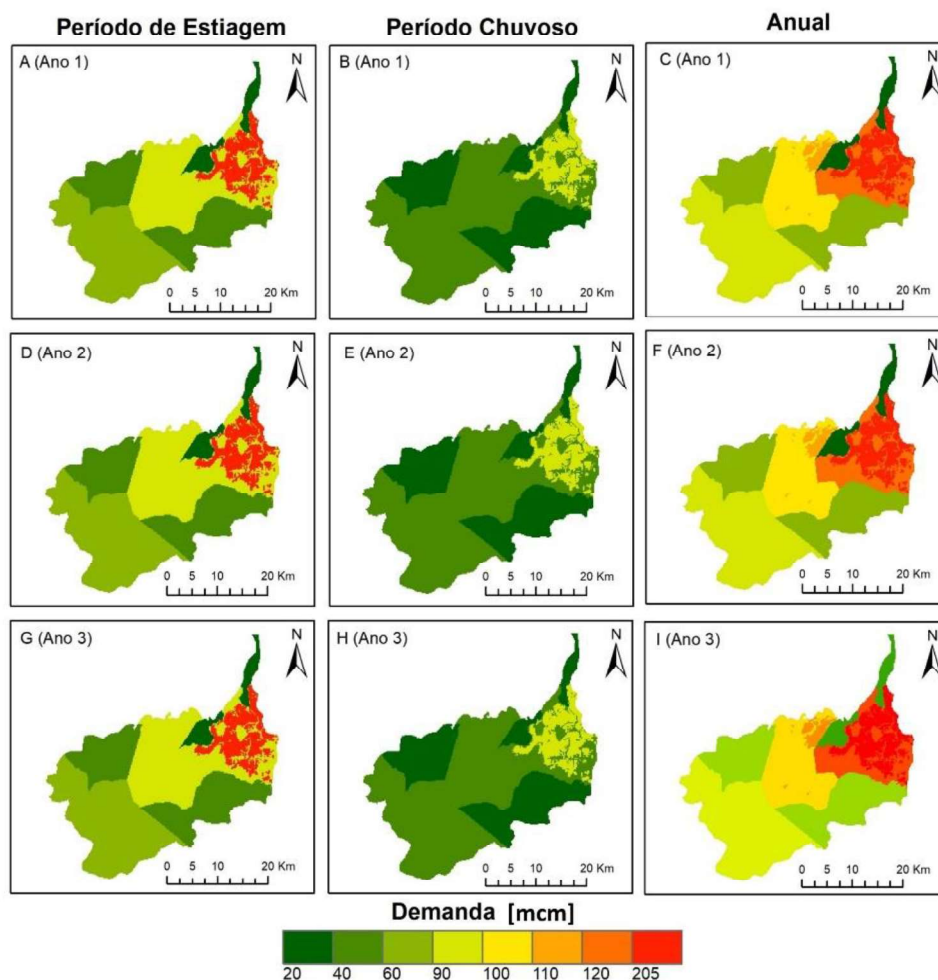 Período de Estiagem Período Chuvoso Anual
A (Ano 1) N B (Ano 1) N C (Ano 1) N
0 5 10 20 Km 0 5 10 20 Km 0 5 10 20 Km
D (Ano 2) N E (Ano 2) N F (Ano 2) N
0 5 10 20 Km 0 5 10 20 Km 0 5 10 20 Km
G (Ano 3) N H (Ano 3) N I (Ano 3) N
0 5 10 20 Km 0 5 10 20 Km 0 5 10 20 Km
Demanda [mcm]
20 40 60 90 100 110 120 205